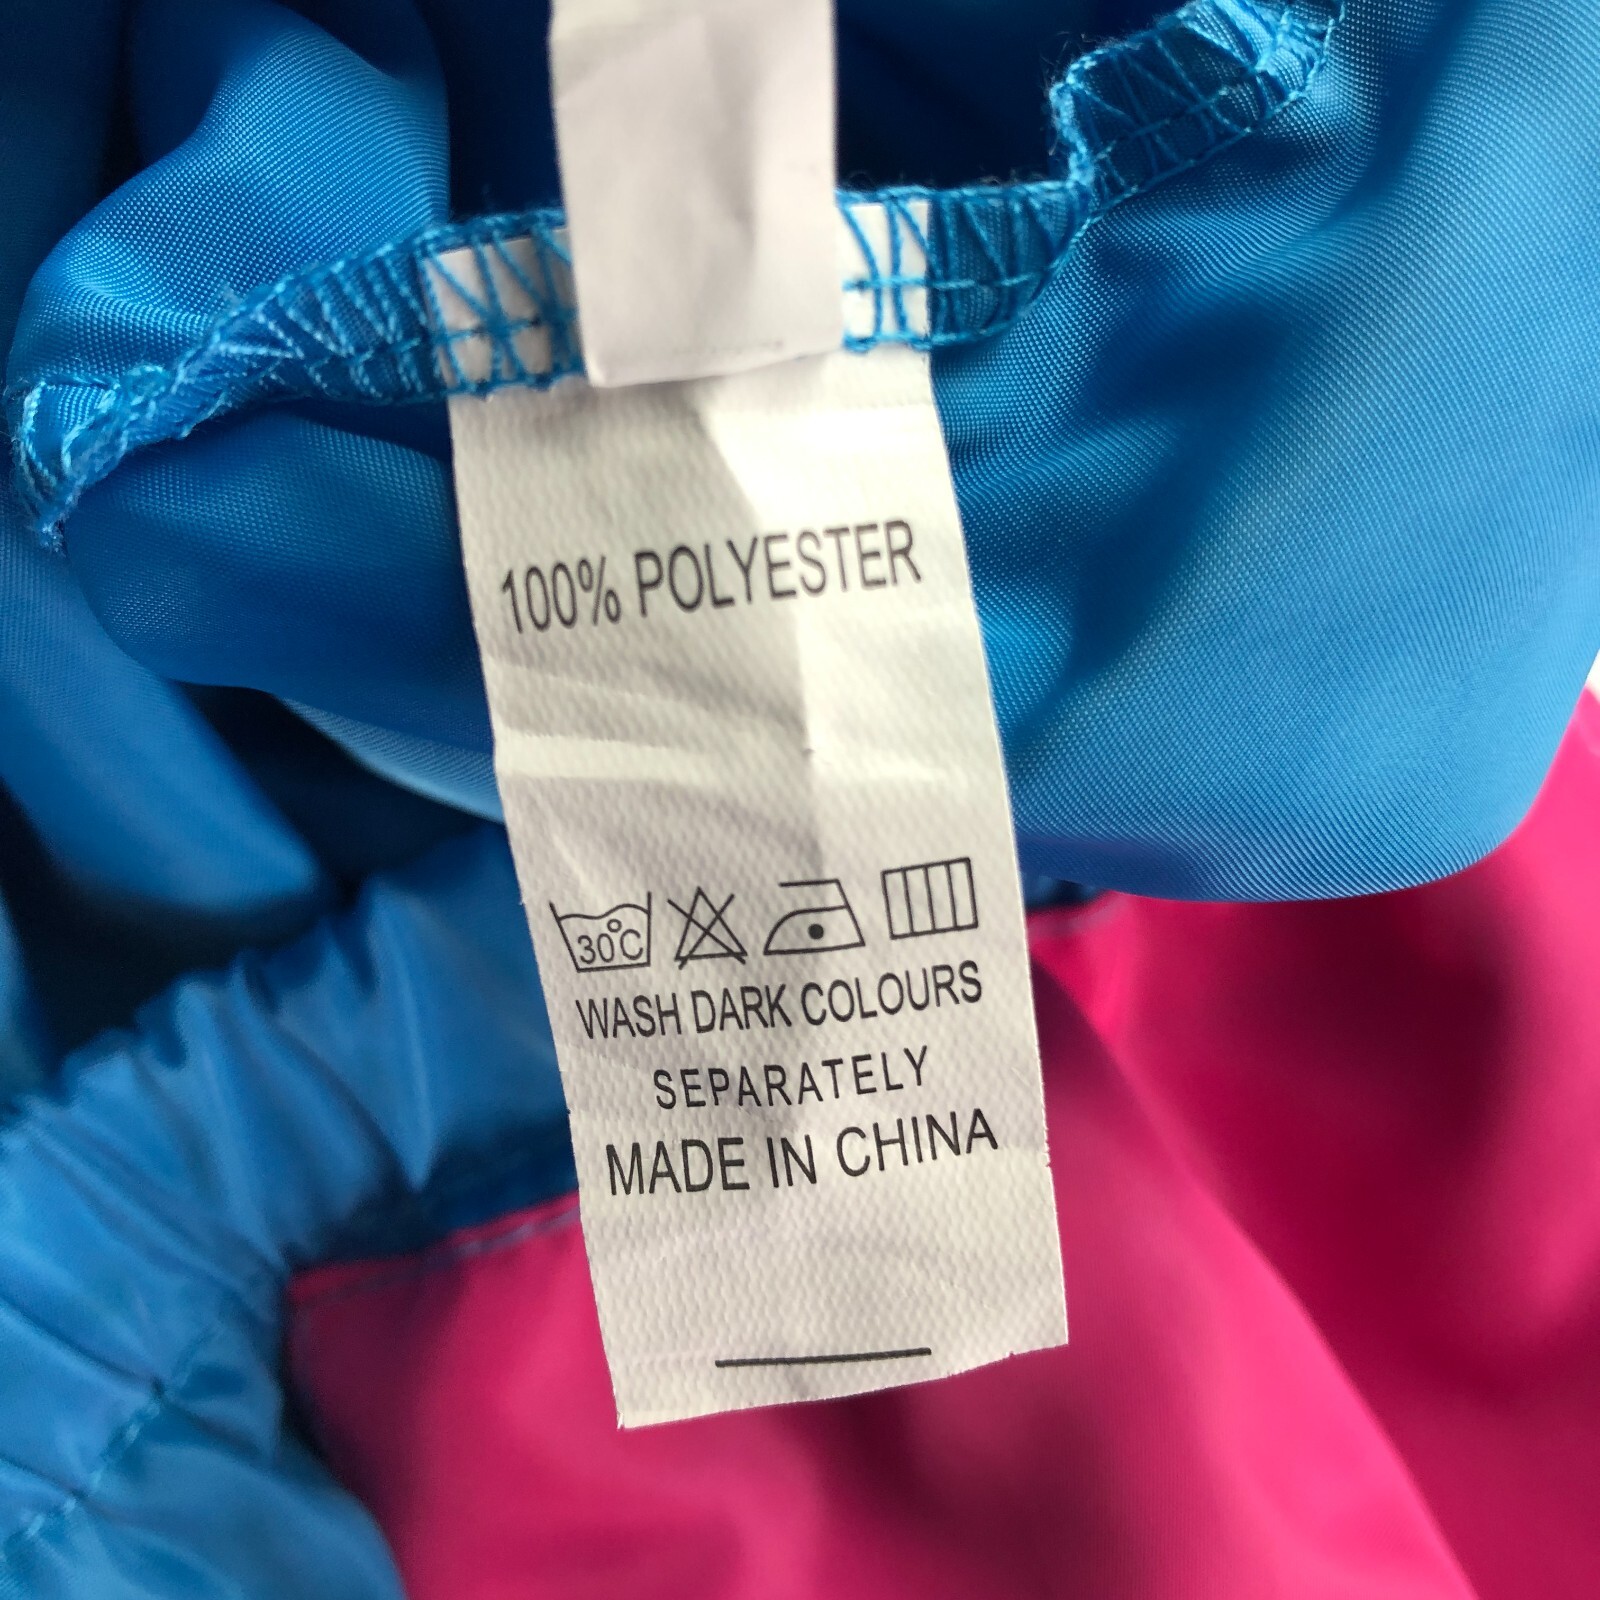 100% POLYESTER
30°C
WASH DARK COLOURS
SEPARATELY
MADE IN CHINA